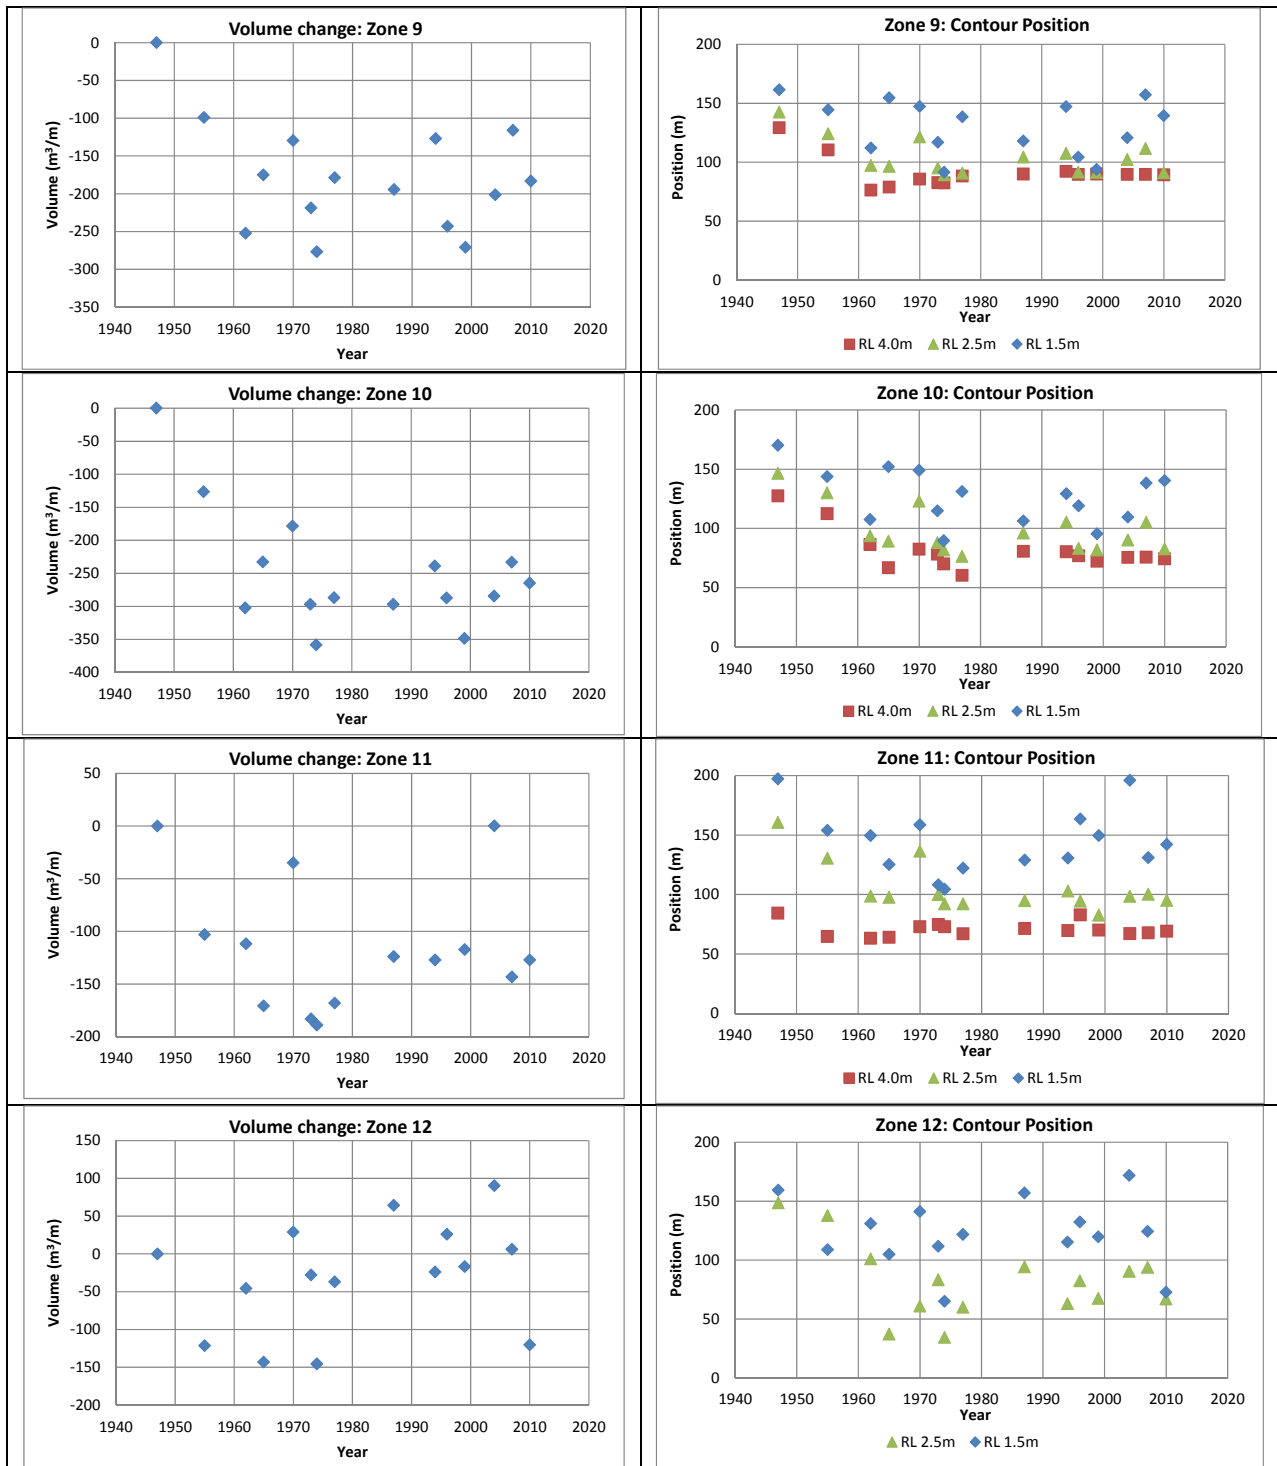 Volume change: Zone 9
0
-50
-100
-150
-200
-250
-300
-350
Volume (m³/m)
1940 1950 1960 1970 1980 1990 2000 2010 2020
Year
Zone 9: Contour Position
200
150
100
50
0
Position (m)
1940 1950 1960 1970 1980 1990 2000 2010 2020
Year
RL 4.0m RL 2.5m RL 1.5m
Volume change: Zone 10
0
-50
-100
-150
-200
-250
-300
-350
-400
Volume (m³/m)
1940 1950 1960 1970 1980 1990 2000 2010 2020
Year
Zone 10: Contour Position
200
150
100
50
0
Position (m)
1940 1950 1960 1970 1980 1990 2000 2010 2020
Year
RL 4.0m RL 2.5m RL 1.5m
Volume change: Zone 11
50
0
-50
-100
-150
-200
Volume (m³/m)
1940 1950 1960 1970 1980 1990 2000 2010 2020
Year
Zone 11: Contour Position
200
150
100
50
0
Position (m)
1940 1950 1960 1970 1980 1990 2000 2010 2020
Year
RL 4.0m RL 2.5m RL 1.5m
Volume change: Zone 12
150
100
50
0
-50
-100
-150
-200
Volume (m³/m)
1940 1950 1960 1970 1980 1990 2000 2010 2020
Year
Zone 12: Contour Position
200
150
100
50
0
Position (m)
1940 1950 1960 1970 1980 1990 2000 2010 2020
Year
RL 2.5m RL 1.5m